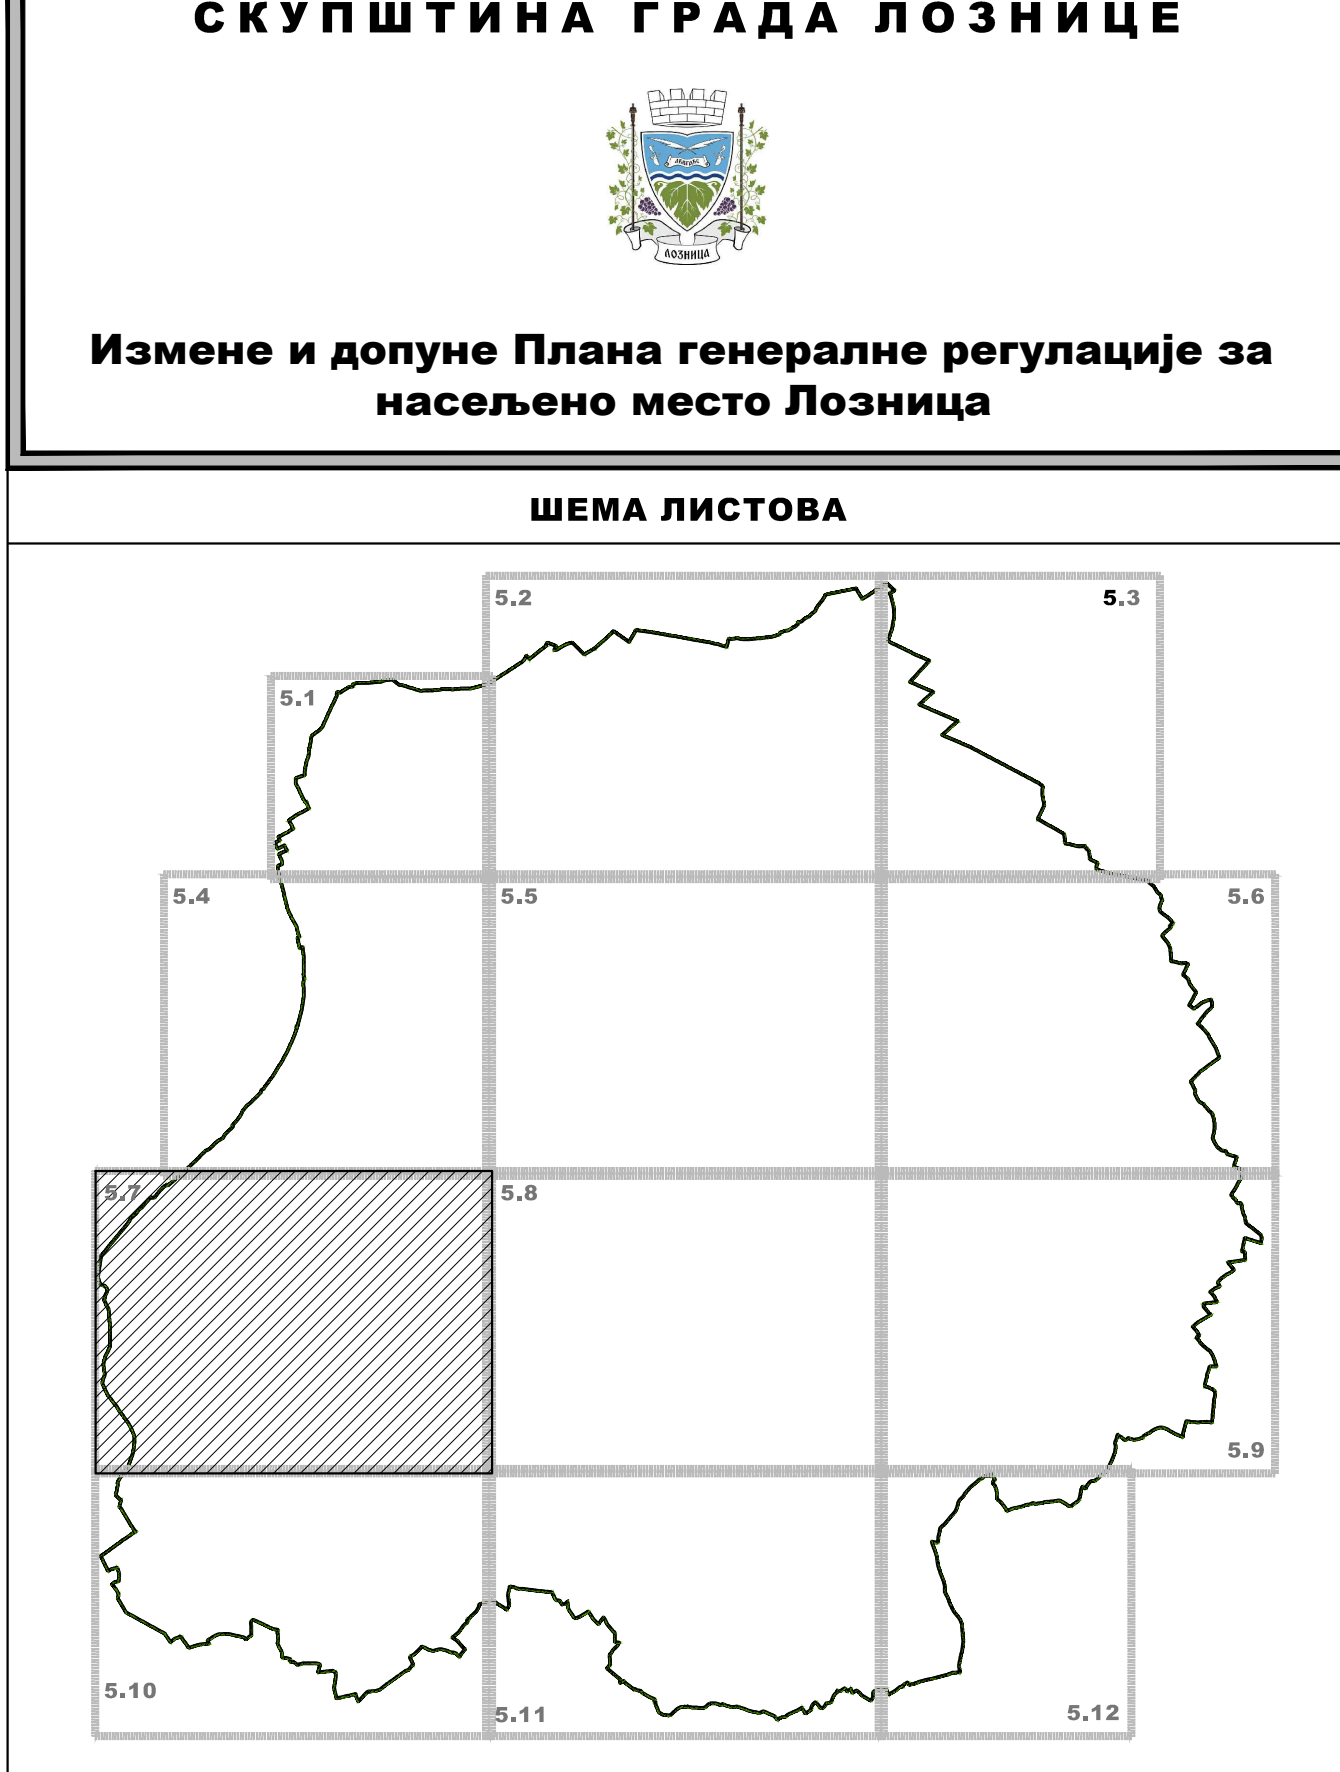 СКУПШТИНА ГРАДА ЛОЗНИЦЕ
ЛОЗНИЦА
Измене и допуне Плана генералне регулације за
насељено место Лозница
ШЕМА ЛИСТОВА
5.2
5.3
5.1
5.4
5.5
5.6
5.7
5.8
5.9
5.10
5.11
5.12